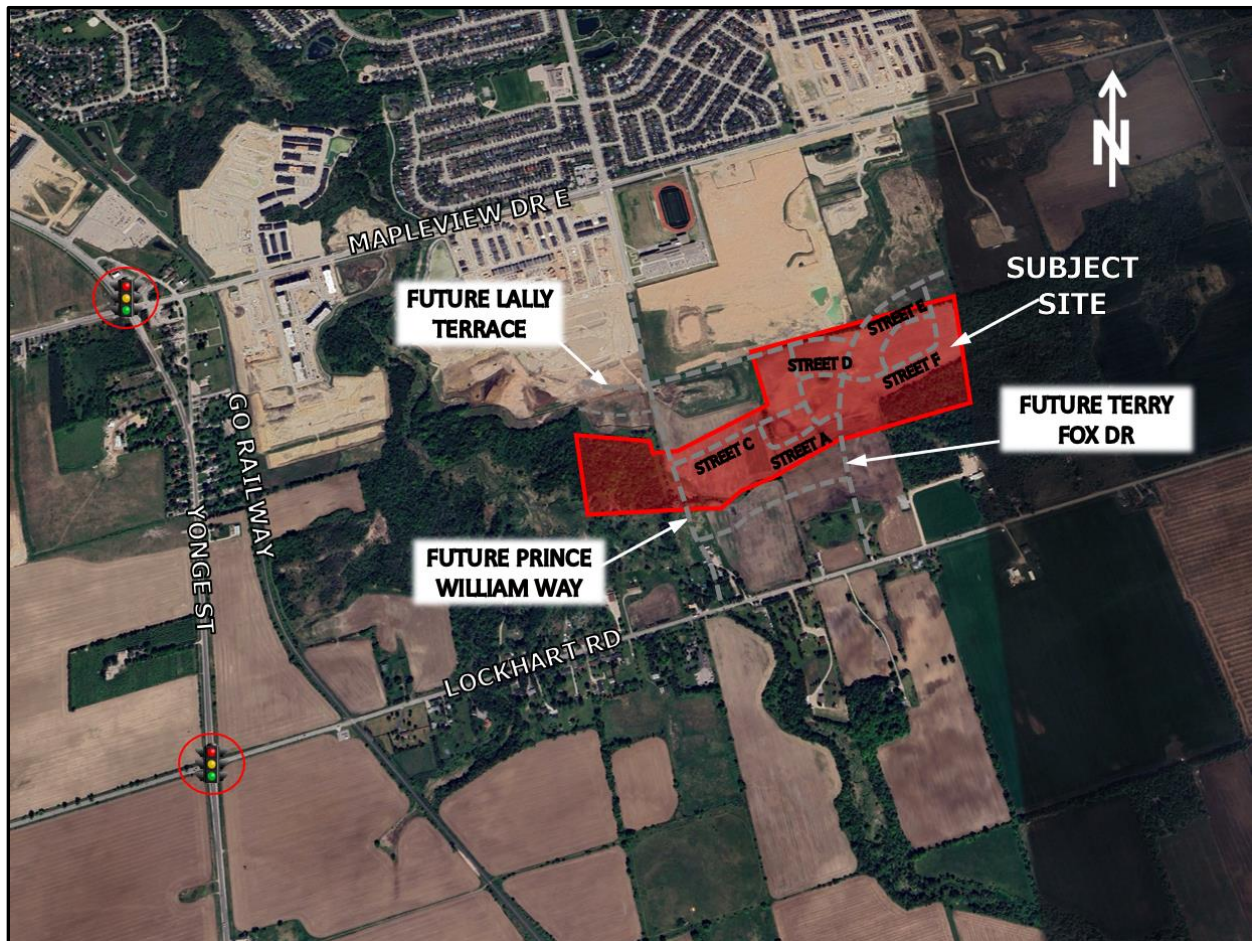 N
MAPLEVIEW DR E
SUBJECT
SITE
FUTURE LALLY
TERRACE
STREET E
STREET D
STREET F
FUTURE TERRY
FOX DR
STREET C
STREET A
GO RAILWAY
YONGE ST
FUTURE PRINCE
WILLIAM WAY
LOCKHART RD